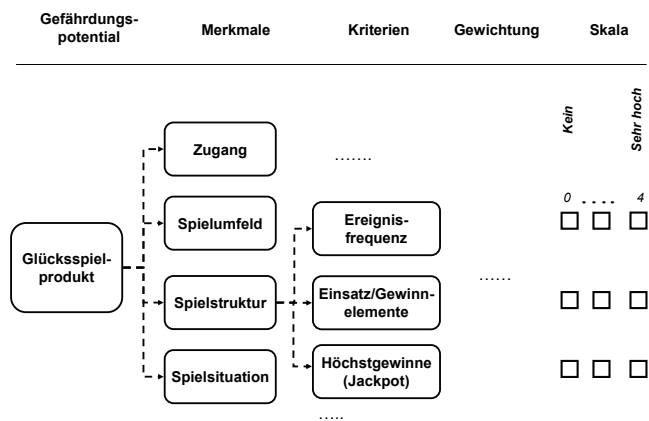 Gefährdungs-
potential
Merkmale
Kriterien
Gewichtung
Skala
Kein
Sehr hoch
Zugang
.......
0 . . . . 4
Spielumfeld
Ereignis-
frequenz
Glücksspiel-
produkt
......
Spielstruktur
Einsatz/Gewinn-
elemente
Spielsituation
Höchstgewinne
(Jackpot)
.....